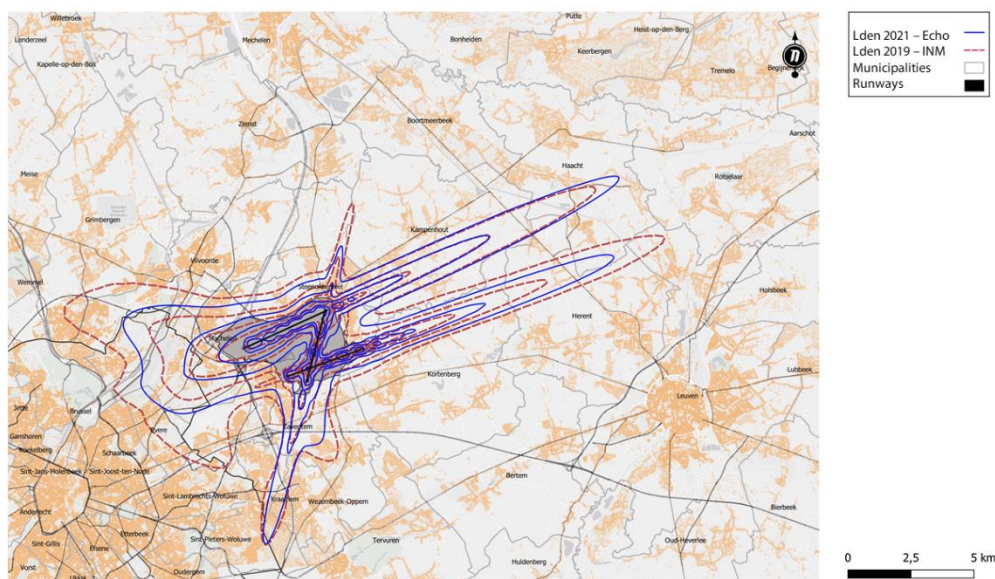 Willebroek
Mechelen
Putte
Heist-op-den-Berg
Londerzeel
Bonheiden
Keerbergen
Kapelle-op-den-Bos
Tremelo
Zemst
Boortmeerbeek
Aarschot
Meise
Haacht
Rotselaar
Grimbergen
Kampenhout
Vilvoorde
Wemmel
Holsbeek
Machelen
Herent
Kortenberg
Lubbeek
Leuven
Jette
Brussel
Zaventem
Evere
Ganshoren
Koekelberg
Schaarbeek
Sint-Jans-Molenbeek
Sint-Joost-ten-Node
Bertem
Sint-Lambrechts-Woluwe
Kraainem
Wezembeek-Oppem
Bierbeek
Anderlecht
Etterbeek
Sint-Gillis
Elsene
Sint-Pieters-Woluwe
Tervuren
Oud-Heverlee
Huldenberg
Vorst
Oudergem
n
Lden 2021 – Echo
Lden 2019 – INM
Municipalities
Runways
0 2,5 5 km